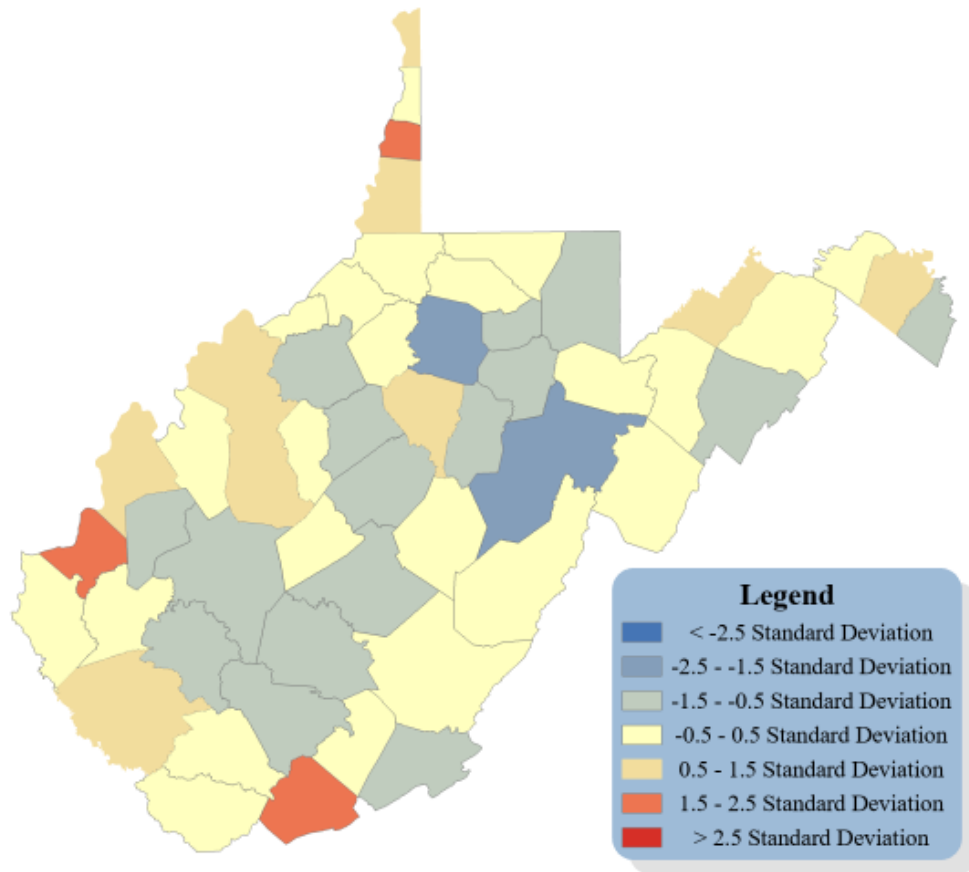 Legend
< -2.5 Standard Deviation
-2.5 - -1.5 Standard Deviation
-1.5 - -0.5 Standard Deviation
-0.5 - 0.5 Standard Deviation
0.5 - 1.5 Standard Deviation
1.5 - 2.5 Standard Deviation
> 2.5 Standard Deviation